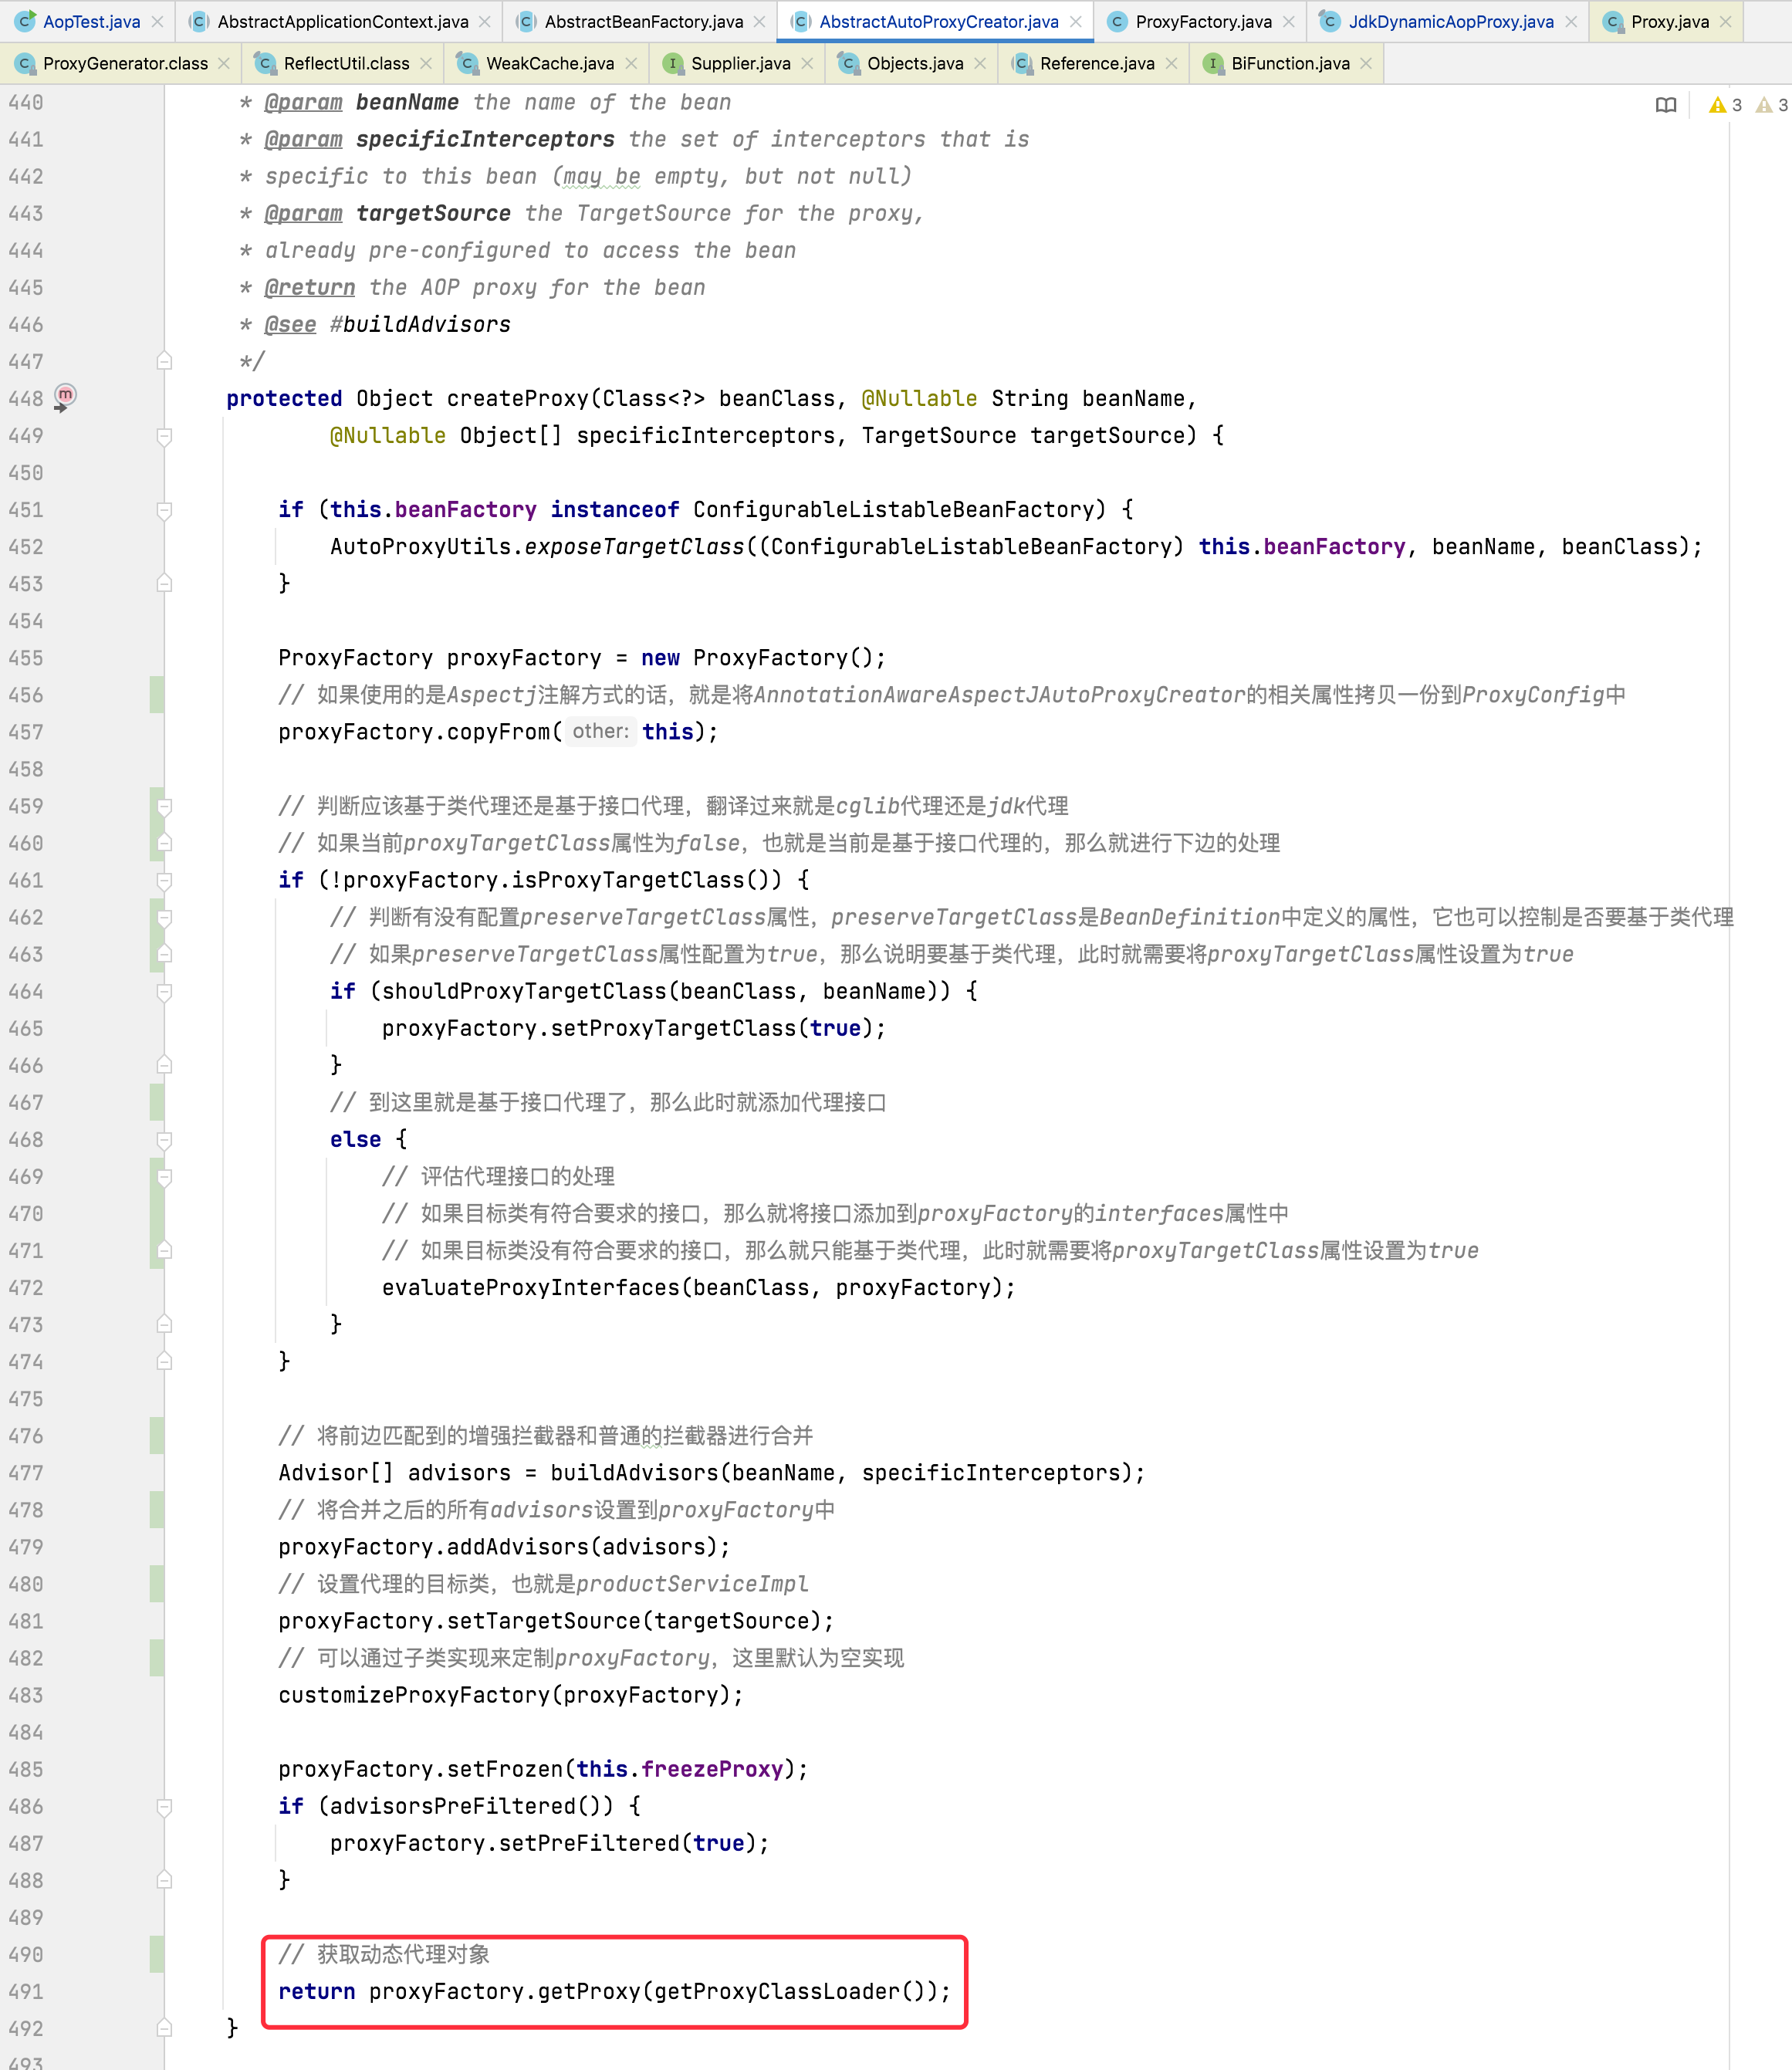 AopTest.java AbstractApplicationContext.java AbstractBeanFactory.java AbstractAutoProxyCreator.java ProxyFactory.java JdkDynamicAopProxy.java Proxy.java
ProxyGenerator.class ReflectUtil.class WeakCache.java Supplier.java Objects.java Reference.java BiFunction.java
3 3
440 * @param beanName the name of the bean
441 * @param specificInterceptors the set of interceptors that is
442 * specific to this bean (may be empty, but not null)
443 * @param targetSource the TargetSource for the proxy,
444 * already pre-configured to access the bean
445 * @return the AOP proxy for the bean
446 * @see #buildAdvisors
447 */
448 protected Object createProxy(Class<?> beanClass, @Nullable String beanName,
449 @Nullable Object[] specificInterceptors, TargetSource targetSource) {
450
451 if (this.beanFactory instanceof ConfigurableListableBeanFactory) {
452 AutoProxyUtils.exposeTargetClass((ConfigurableListableBeanFactory) this.beanFactory, beanName, beanClass);
453 }
454
455 ProxyFactory proxyFactory = new ProxyFactory();
456 // 如果使用的是Aspectj注解方式的话，就是将AnnotationAwareAspectJAutoProxyCreator的相关属性拷贝一份到ProxyConfig中
457 proxyFactory.copyFrom( other: this);
458
459 // 判断应该基于类代理还是基于接口代理，翻译过来就是cglib代理还是jdk代理
460 // 如果当前proxyTargetClass属性为false，也就是当前是基于接口代理的，那么就进行下边的处理
461 if (!proxyFactory.isProxyTargetClass()) {
462 // 判断有没有配置preserveTargetClass属性，preserveTargetClass是BeanDefinition中定义的属性，它也可以控制是否要基于类代理
463 // 如果preserveTargetClass属性配置为true，那么说明要基于类代理，此时就需要将proxyTargetClass属性设置为true
464 if (shouldProxyTargetClass(beanClass, beanName)) {
465 proxyFactory.setProxyTargetClass(true);
466 }
467 // 到这里就是基于接口代理了，那么此时就添加代理接口
468 else {
469 // 评估代理接口的处理
470 // 如果目标类有符合要求的接口，那么就将接口添加到proxyFactory的interfaces属性中
471 // 如果目标类没有符合要求的接口，那么就只能基于类代理，此时就需要将proxyTargetClass属性设置为true
472 evaluateProxyInterfaces(beanClass, proxyFactory);
473 }
474 }
475
476 // 将前边匹配到的增强拦截器和普通的拦截器进行合并
477 Advisor[] advisors = buildAdvisors(beanName, specificInterceptors);
478 // 将合并之后的所有advisors设置到proxyFactory中
479 proxyFactory.addAdvisors(advisors);
480 // 设置代理的目标类，也就是productServiceImpl
481 proxyFactory.setTargetSource(targetSource);
482 // 可以通过子类实现来定制proxyFactory，这里默认为空实现
483 customizeProxyFactory(proxyFactory);
484
485 proxyFactory.setFrozen(this.freezeProxy);
486 if (advisorsPreFiltered()) {
487 proxyFactory.setPreFiltered(true);
488 }
489
490 // 获取动态代理对象
491 return proxyFactory.getProxy(getProxyClassLoader());
492 }
493